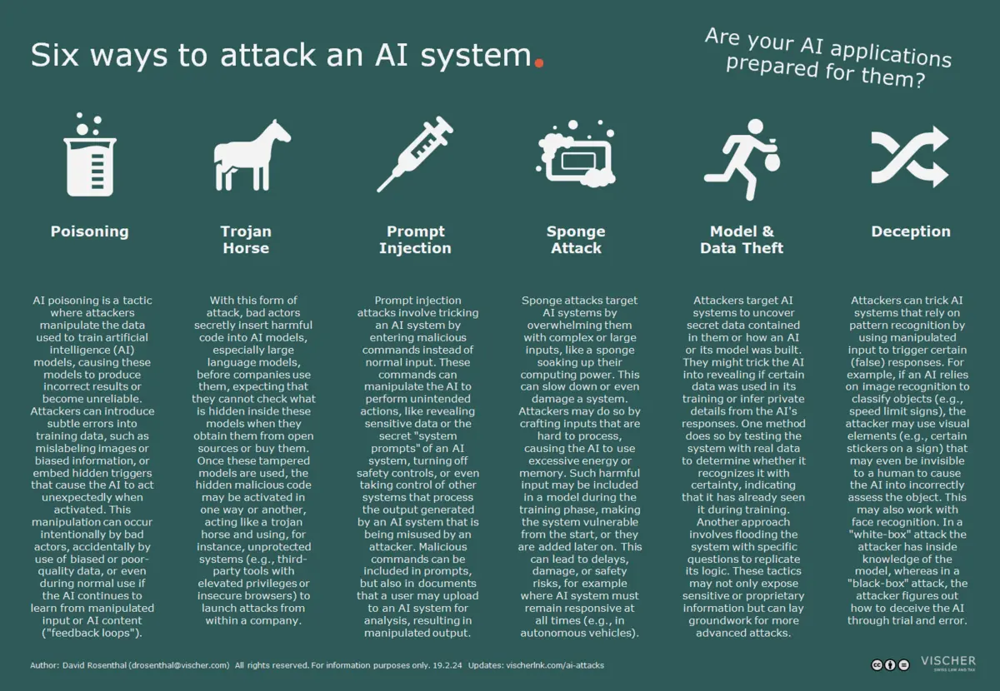 Six ways to attack an AI system.
Are your AI applications
prepared for them?
Poisoning
AI poisoning is a tactic
where attackers
manipulate the data
used to train artificial
intelligence (AI)
models, causing these
models to produce
incorrect results or
become unreliable.
Attackers can introduce
subtle errors into
training data, such as
mislabeling images or
biased information, or
embed hidden triggers
that cause the AI to act
unexpectedly when
activated. This
manipulation can occur
intentionally by bad
actors, accidentally by
use of biased or poor-
quality data, or even
during normal use if
the AI continues to
learn from manipulated
input or AI content
("feedback loops").
Trojan
Horse
With this form of
attack, bad actors
secretly insert harmful
code into AI models,
especially large
language models,
before companies use
them, expecting that
they cannot check what
is hidden inside these
models when they
obtain them from open
sources or buy them.
Once these tampered
models are used, the
hidden malicious code
may be activated in
one way or another,
acting like a trojan
horse and using, for
instance, unprotected
systems (e.g., third-
party tools with
elevated privileges or
insecure browsers) to
launch attacks from
within a company.
Prompt
Injection
Prompt injection
attacks involve tricking
an AI system by
entering malicious
commands instead of
normal input. These
commands can
manipulate the AI to
perform unintended
actions, like revealing
sensitive data or the
secret "system
prompts" of an AI
system, turning off
safety controls, or even
taking control of other
systems that process
the output generated
by an AI system that is
being misused by an
attacker. Malicious
commands can be
included in prompts,
but also in documents
that a user may upload
to an AI system for
analysis, resulting in
manipulated output.
Sponge
Attack
Sponge attacks target
AI systems by
overwhelming them
with complex or large
inputs, like a sponge
soaking up their
computing power. This
can slow down or even
damage a system.
Attackers may do so by
crafting inputs that are
hard to process,
causing the AI to use
excessive energy or
memory. Such harmful
input may be included
in a model during the
training phase, making
the system vulnerable
from the start, or they
are added later on. This
can lead to delays,
damage, or safety
risks, for example
where AI system must
remain responsive at
all times (e.g., in
autonomous vehicles).
Model &
Data Theft
Attackers target AI
systems to uncover
secret data contained
in them or how an AI
or its model was built.
They might trick the AI
into revealing if certain
data was used in its
training or infer private
details from the AI's
responses. One method
does so by testing the
system with real data
to determine whether it
recognizes it with
certainty, indicating
that it has already seen
it during training.
Another approach
involves flooding the
system with specific
questions to replicate
its logic. These tactics
may not only expose
sensitive or proprietary
information but can lay
groundwork for more
advanced attacks.
Deception
Attackers can trick AI
systems that rely on
pattern recognition by
using manipulated
input to trigger certain
(false) responses. For
example, if an AI relies
on image recognition to
classify objects (e.g.,
speed limit signs), the
attacker may use visual
elements (e.g., certain
stickers on a sign) that
may even be invisible
to a human to cause
the AI into incorrectly
assess the object. This
may also work with
face recognition. In a
"white-box" attack the
attacker has inside
knowledge of the
model, whereas in a
"black-box" attack, the
attacker figures out
how to deceive the AI
through trial and error.
Author: David Rosenthal (drosenthal@vischer.com) All rights reserved. For information purposes only. 19.2.24 Updates: vischerlnk.com/ai-attacks
cc
VISCHER
SWISS LAW AND TAX